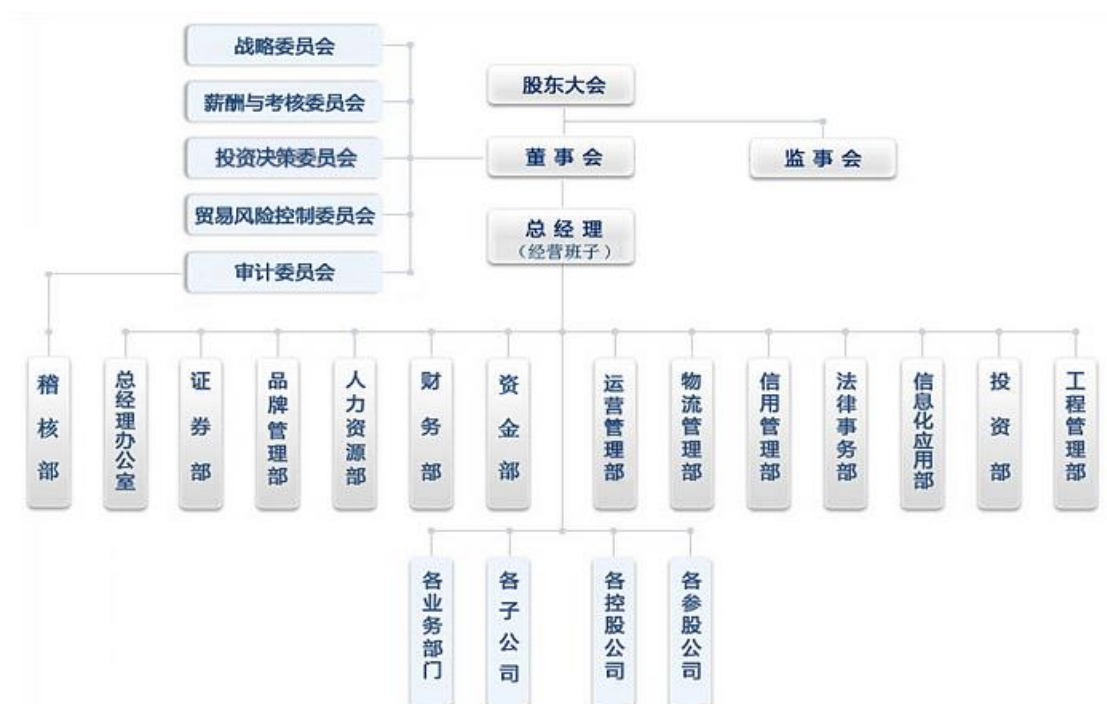 战略委员会
薪酬与考核委员会
投资决策委员会
贸易风险控制委员会
审计委员会
股东大会
董事会
监事会
总经理
（经营班子）
稽核部
总经理办公室
证券部
品牌管理部
人力资源部
财务部
资金部
运营管理部
物流管理部
信用管理部
法律事务部
信息化应用部
投资部
工程管理部
各业务部门
各子公司
各控股公司
各参股公司